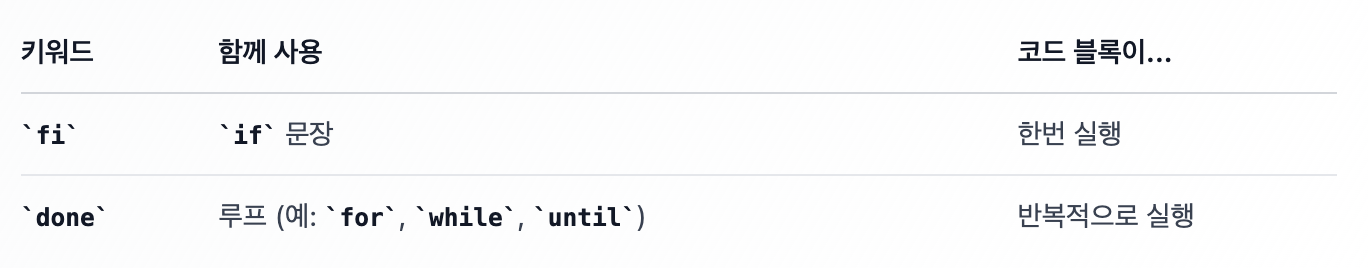 키워드 함께 사용 코드 블록이...
`fi` `if` 문장 한번 실행
`done` 루프 (예: `for`, `while`, `until`) 반복적으로 실행